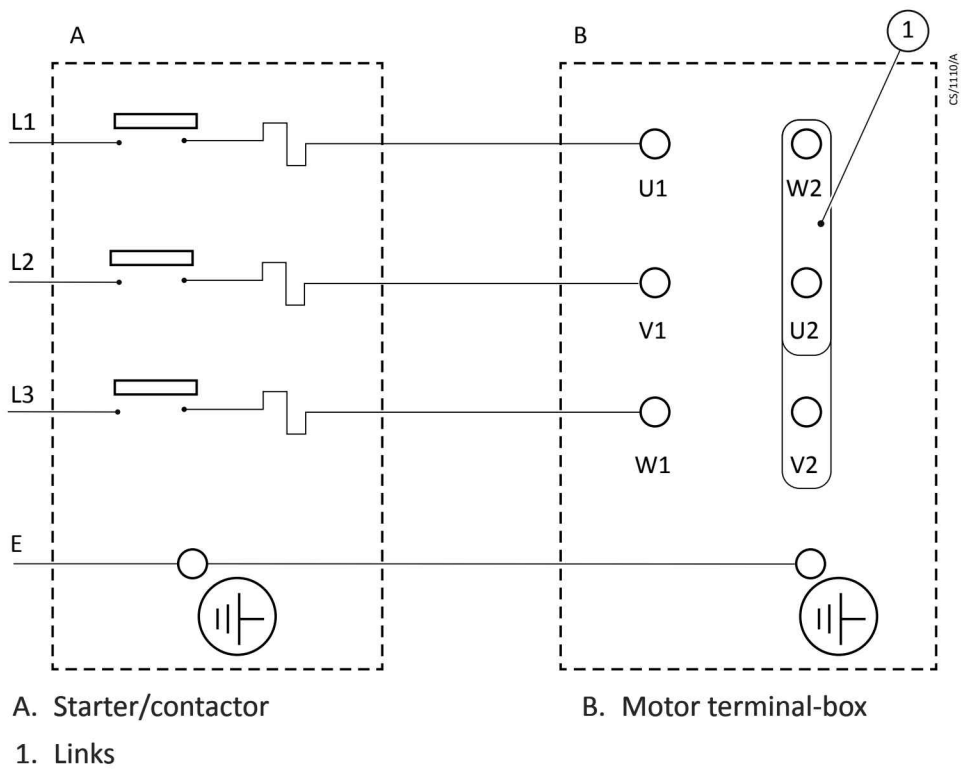 A B 1
CS/1110/A
L1
U1 W2
L2
V1 U2
L3
W1 V2
E
A. Starter/contactor B. Motor terminal-box
1. Links